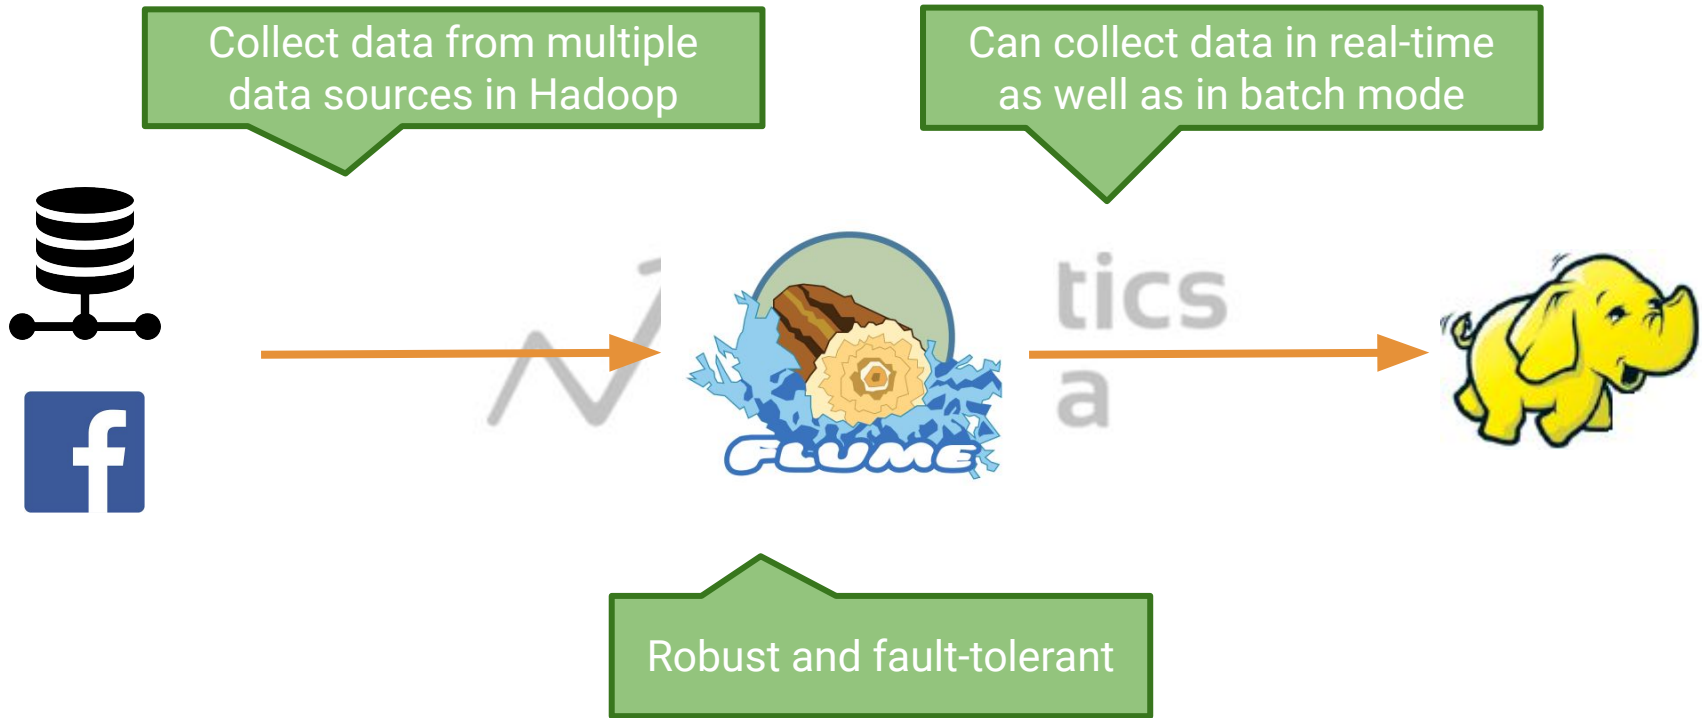 Collect data from multiple
data sources in Hadoop
Can collect data in real-time
as well as in batch mode
tics
a
FLUME
Robust and fault-tolerant